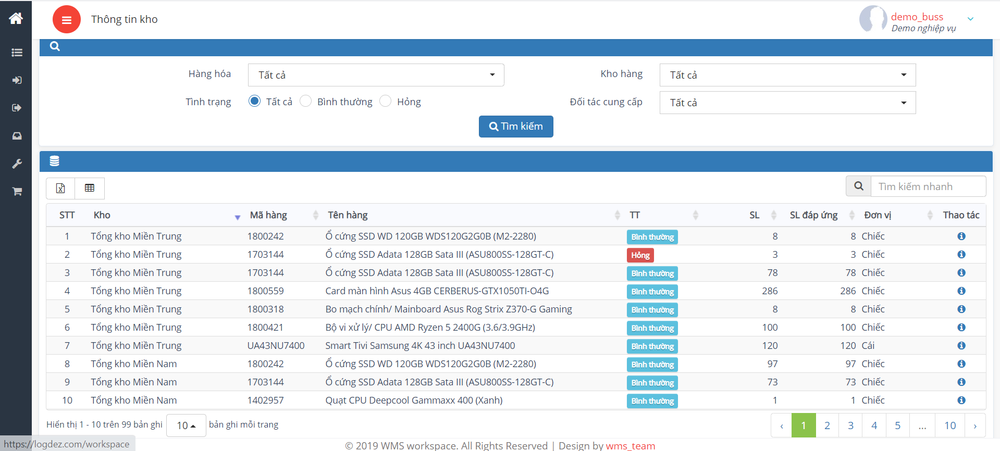 Thông tin kho
demo_buss
Demo nghiệp vụ
Hàng hóa Tất cả Kho hàng Tất cả
Tình trạng Tất cả Bình thường Hỏng Đối tác cung cấp Tất cả
Tìm kiếm
Tìm kiếm nhanh
STT Kho Mã hàng Tên hàng TT SL SL đáp ứng Đơn vị Thao tác
1 Tổng kho Miền Trung 1800242 Ổ cứng SSD WD 120GB WDS120G2G0B (M2-2280) Bình thường 8 8 Chiếc
2 Tổng kho Miền Trung 1703144 Ổ cứng SSD Adata 128GB Sata III (ASU800SS-128GT-C) Hỏng 3 3 Chiếc
3 Tổng kho Miền Trung 1703144 Ổ cứng SSD Adata 128GB Sata III (ASU800SS-128GT-C) Bình thường 78 78 Chiếc
4 Tổng kho Miền Trung 1800559 Card màn hình Asus 4GB CERBERUS-GTX1050TI-O4G Bình thường 286 286 Chiếc
5 Tổng kho Miền Trung 1800318 Bo mạch chính/ Mainboard Asus Rog Strix Z370-G Gaming Bình thường 8 8 Chiếc
6 Tổng kho Miền Trung 1800421 Bộ vi xử lý/ CPU AMD Ryzen 5 2400G (3.6/3.9GHz) Bình thường 100 100 Chiếc
7 Tổng kho Miền Trung UA43NU7400 Smart Tivi Samsung 4K 43 inch UA43NU7400 Bình thường 120 120 Cái
8 Tổng kho Miền Nam 1800242 Ổ cứng SSD WD 120GB WDS120G2G0B (M2-2280) Bình thường 97 97 Chiếc
9 Tổng kho Miền Nam 1703144 Ổ cứng SSD Adata 128GB Sata III (ASU800SS-128GT-C) Bình thường 73 73 Chiếc
10 Tổng kho Miền Nam 1402957 Quạt CPU Deepcool Gammaxx 400 (Xanh) Bình thường 1 1 Chiếc
Hiển thị 1 - 10 trên 99 bản ghi 10 bản ghi mỗi trang ‹ 1 2 3 4 5 ... 10 ›
https://logdez.com/workspace
© 2019 WMS workspace. All Rights Reserved | Design by wms_team